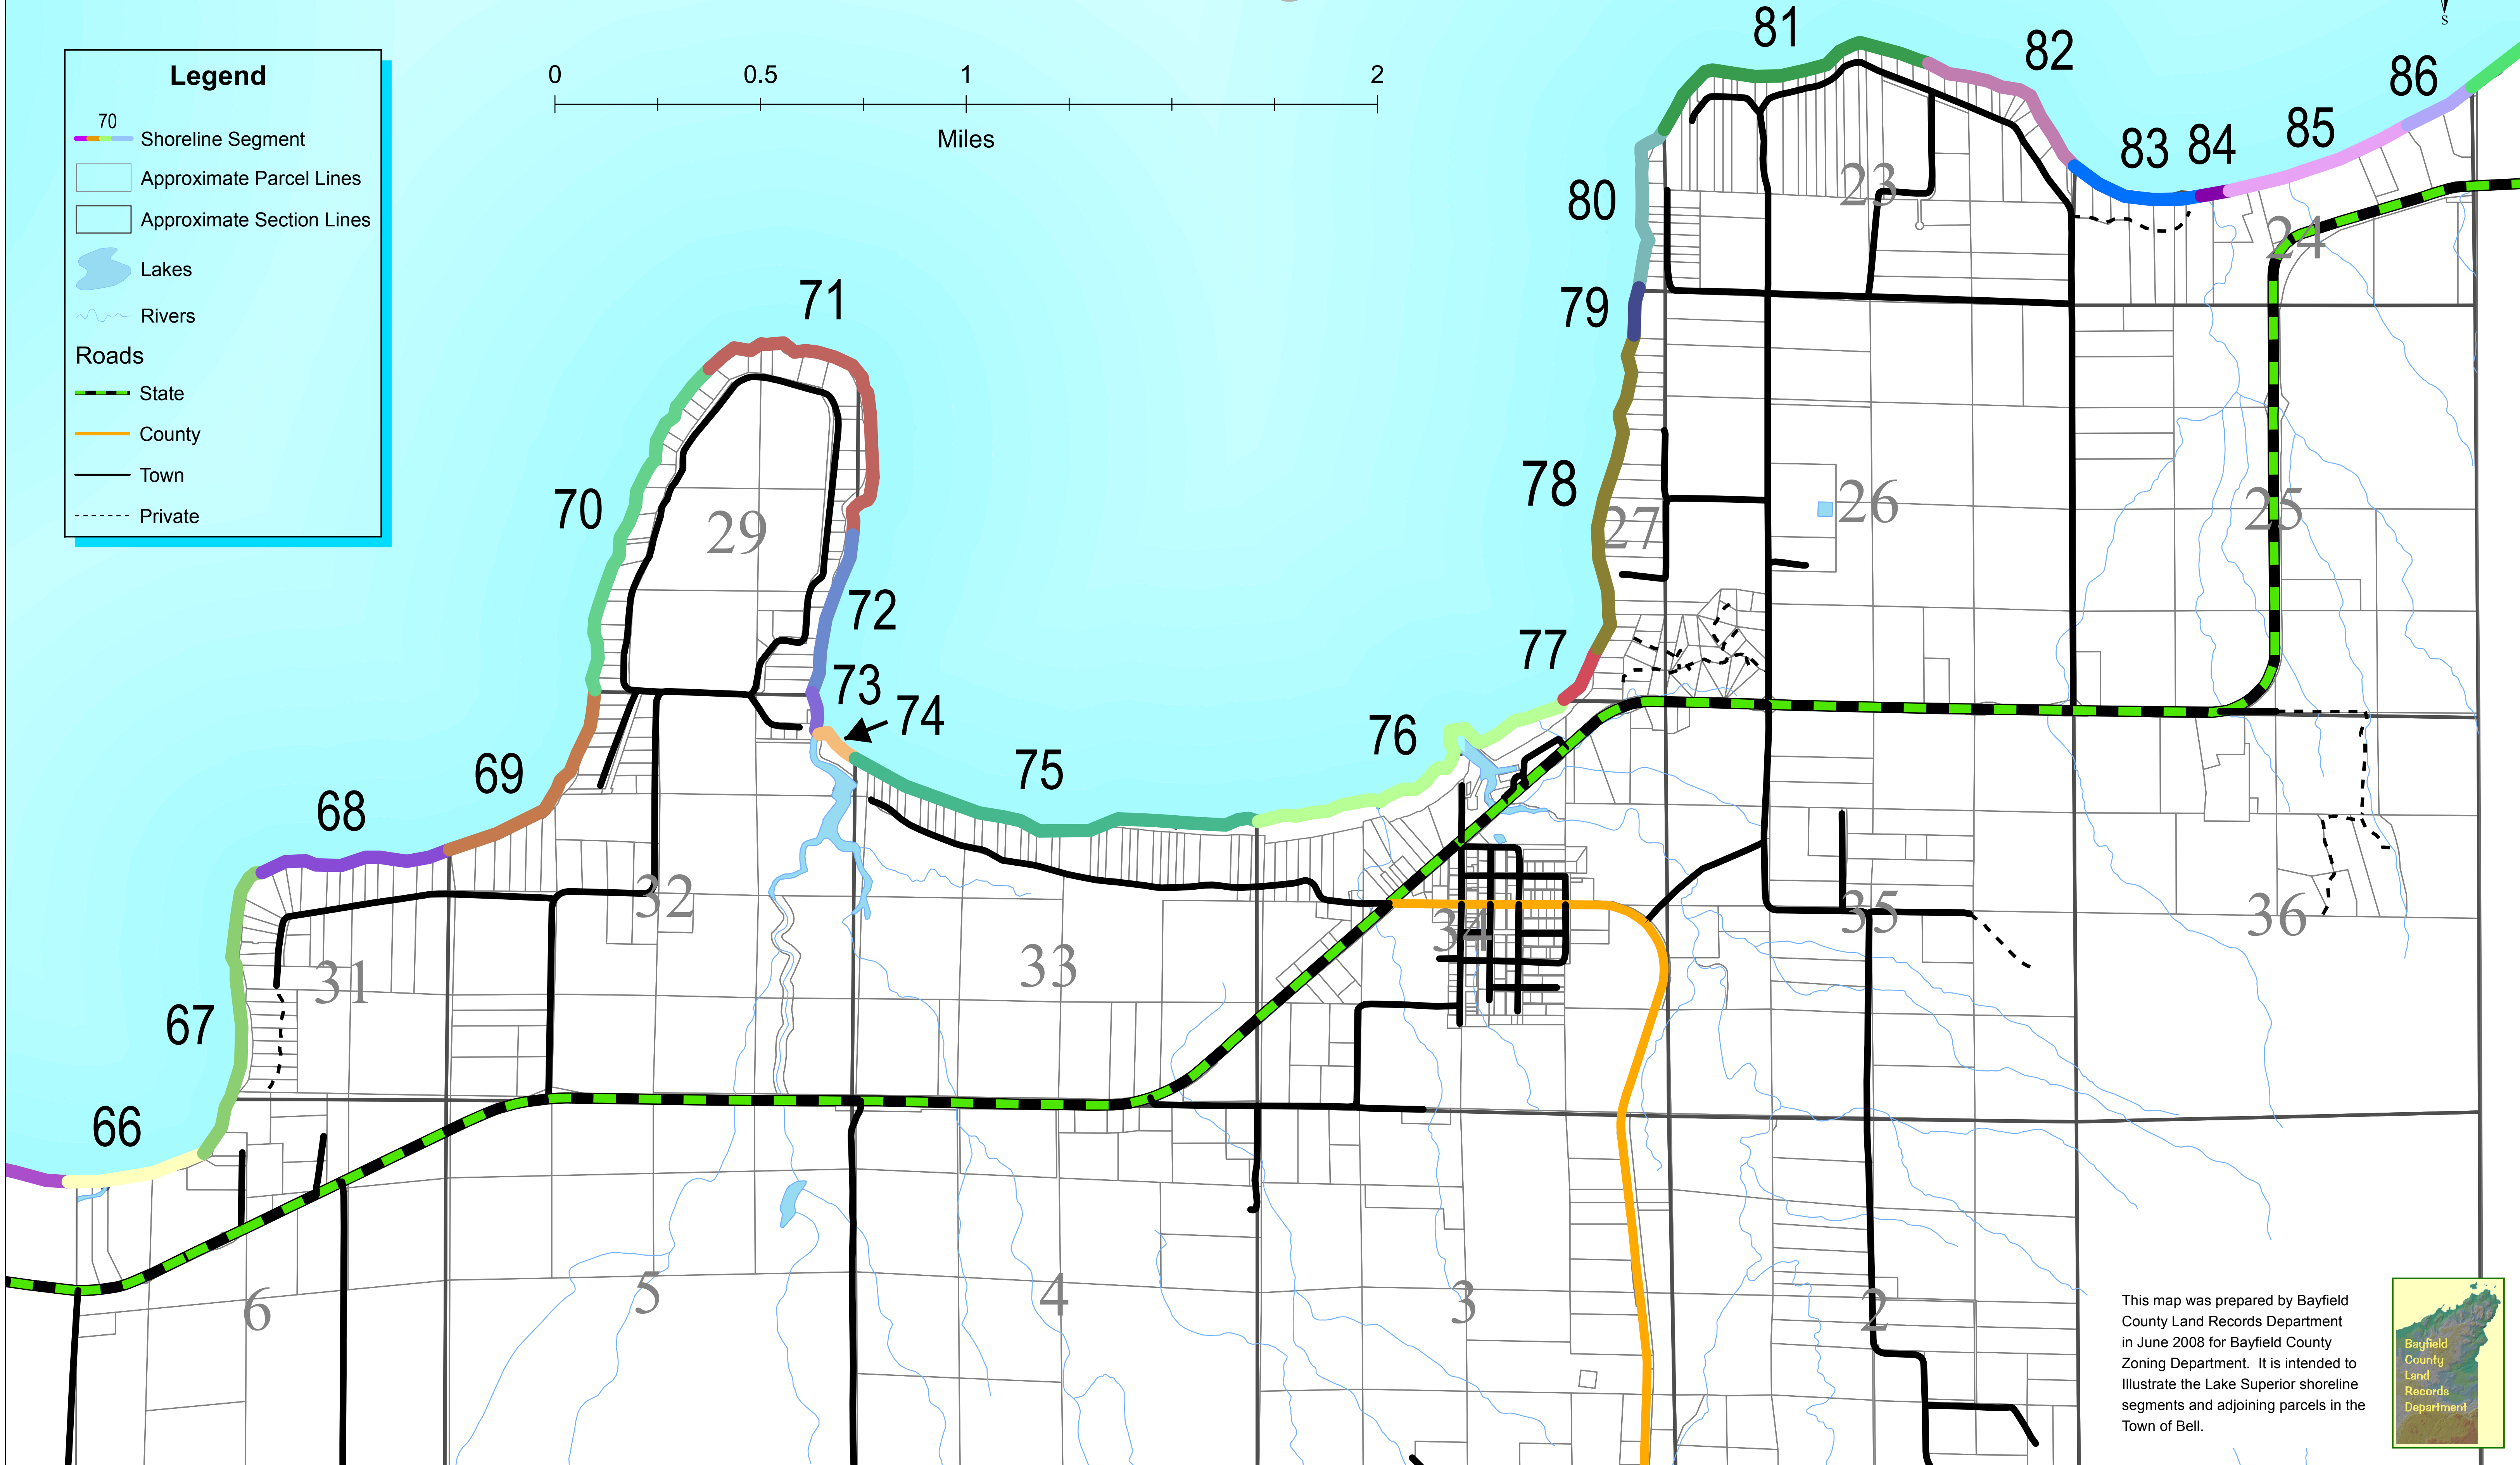 S
Legend
70
Shoreline Segment
Approximate Parcel Lines
Approximate Section Lines
Lakes
Rivers
Roads
State
County
Town
Private
0 0.5 1 2
Miles
81
82
86
85
83 84
80
23
24
79
71
78
70
29
27
26
25
72
77
73
74
76
75
69
68
32
34
35
36
33
31
67
66
6
5
4
3
2
This map was prepared by Bayfield
County Land Records Department
in June 2008 for Bayfield County
Zoning Department. It is intended to
Illustrate the Lake Superior shoreline
segments and adjoining parcels in the
Town of Bell.
Bayfield
County
Land
Records
Department